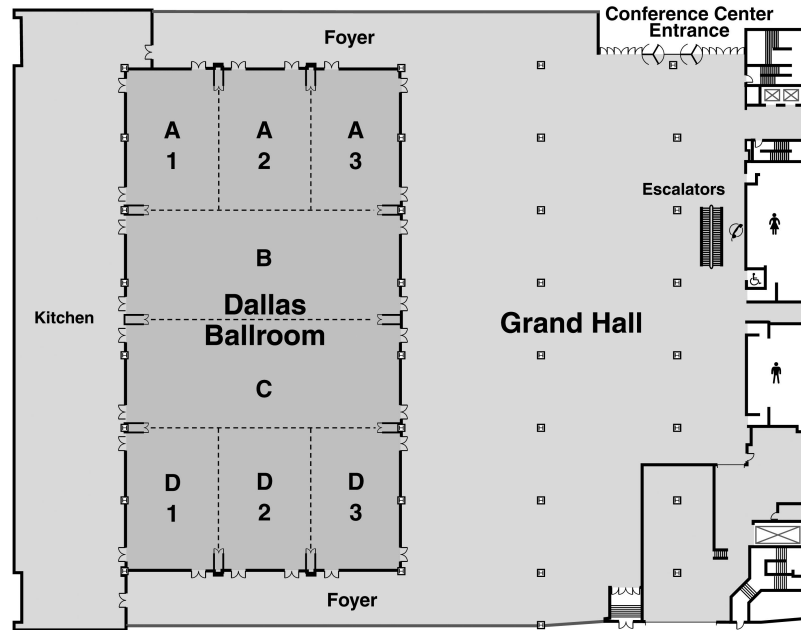 Conference Center
Entrance
Foyer
A
1
A
2
A
3
Escalators
B
Dallas
Ballroom
Kitchen
Grand Hall
C
D
1
D
2
D
3
Foyer